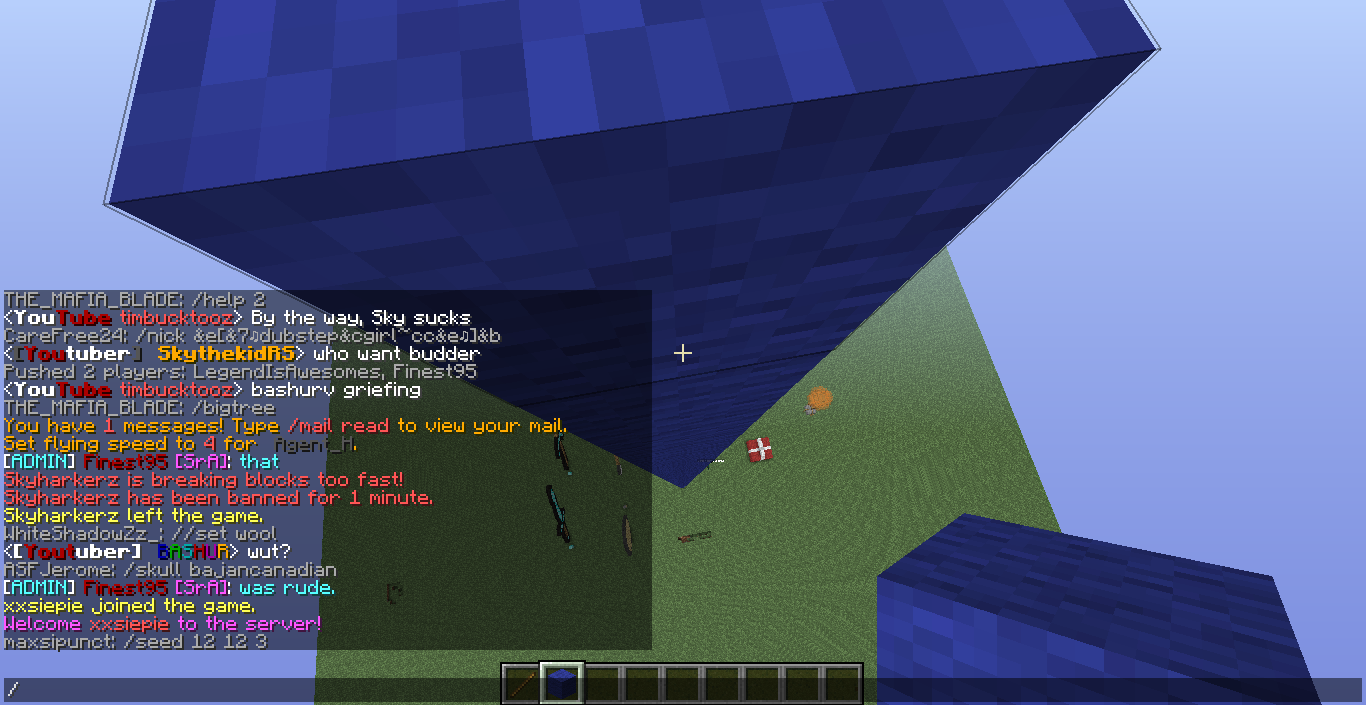 THE_MAFIA_BLADE: /help 2
<YouTube timbucktooz> By the way, Sky sucks
CareFree24: /nick &e[&7♫dubstep&cgirl~cc&e♫]&b
<[Youtuber] SkythekidRS> who want budder
Pushed 2 players: LegendIsAwesomes, Finest95
<YouTube timbucktooz> bashurv griefing
THE_MAFIA_BLADE: /bigtree
You have 1 messages! Type /mail read to view your mail.
Set flying speed to 4 for Agent_H.
[ADMIN] Finest95 [SrA]: that
Skyharkerz is breaking blocks too fast!
Skyharkerz has been banned for 1 minute.
Skyharkerz left the game.
WhiteShadowZz_: //set wool
<[Youtuber] BASHUR> wut?
ASFJerome: /skull bajancanadian
[ADMIN] Finest95 [SrA]: was rude.
xxsiepie joined the game.
Welcome xxsiepie to the server!
maxsipunct: /seed 12 12 3
/